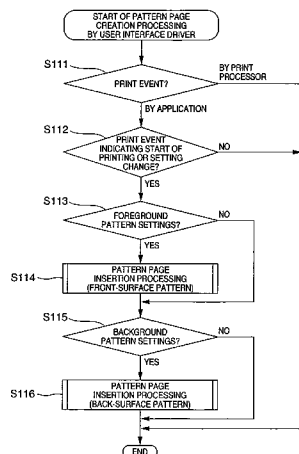 START OF PATTERN PAGE
CREATION PROCESSING
BY USER INTERFACE DRIVER
S111
PRINT EVENT?
BY PRINT
PROCESSOR
BY APPLICATION
S112
PRINT EVENT
INDICATING START OF
PRINTING OR SETTING
CHANGE?
NO
YES
S113
FOREGROUND
PATTERN SETTINGS?
NO
YES
S114
PATTERN PAGE
INSERTION PROCESSING
(FRONT-SURFACE PATTERN)
S115
BACKGROUND
PATTERN SETTINGS?
NO
YES
S116
PATTERN PAGE
INSERTION PROCESSING
(BACK-SURFACE PATTERN)
END